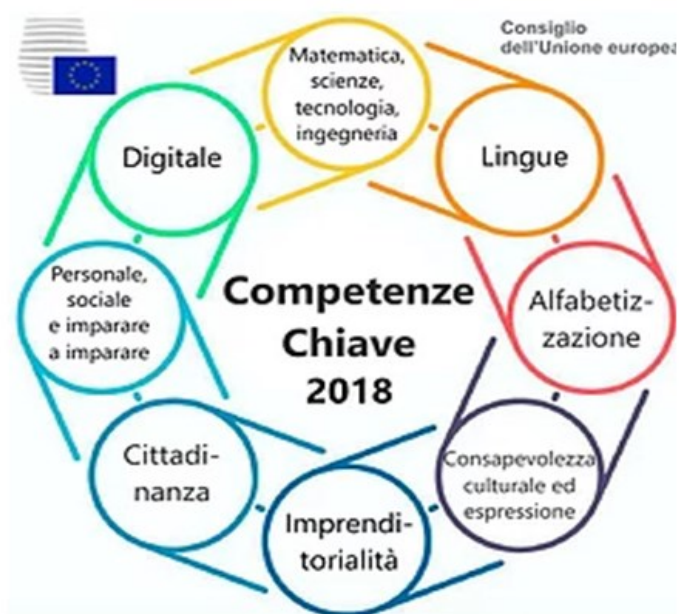 Consiglio
dell'Unione europea
Matematica,
scienze,
tecnologia,
ingegneria
Digitale
Lingue
Personale,
sociale
e imparare
a imparare
Competenze
Chiave
2018
Alfabetiz-
zazione
Cittadi-
nanza
Consapevolezza
culturale ed
espressione
Imprendi-
torialità